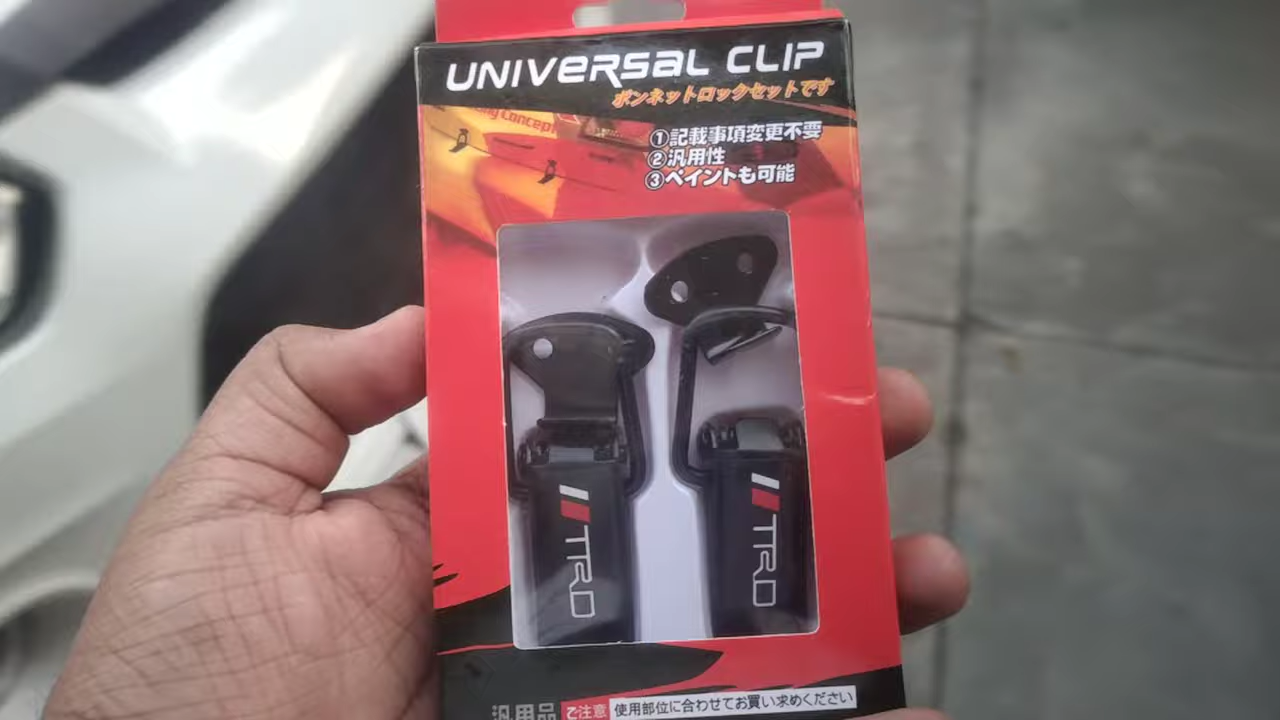 UNIVERSAL CLIP
ボンネットロックセットです
ng Concept
①記載事項変更不要
②汎用性
③ペイントも可能
TRD
TRD
汎用品 ご注意 使用部位に合わせてお買い求めください